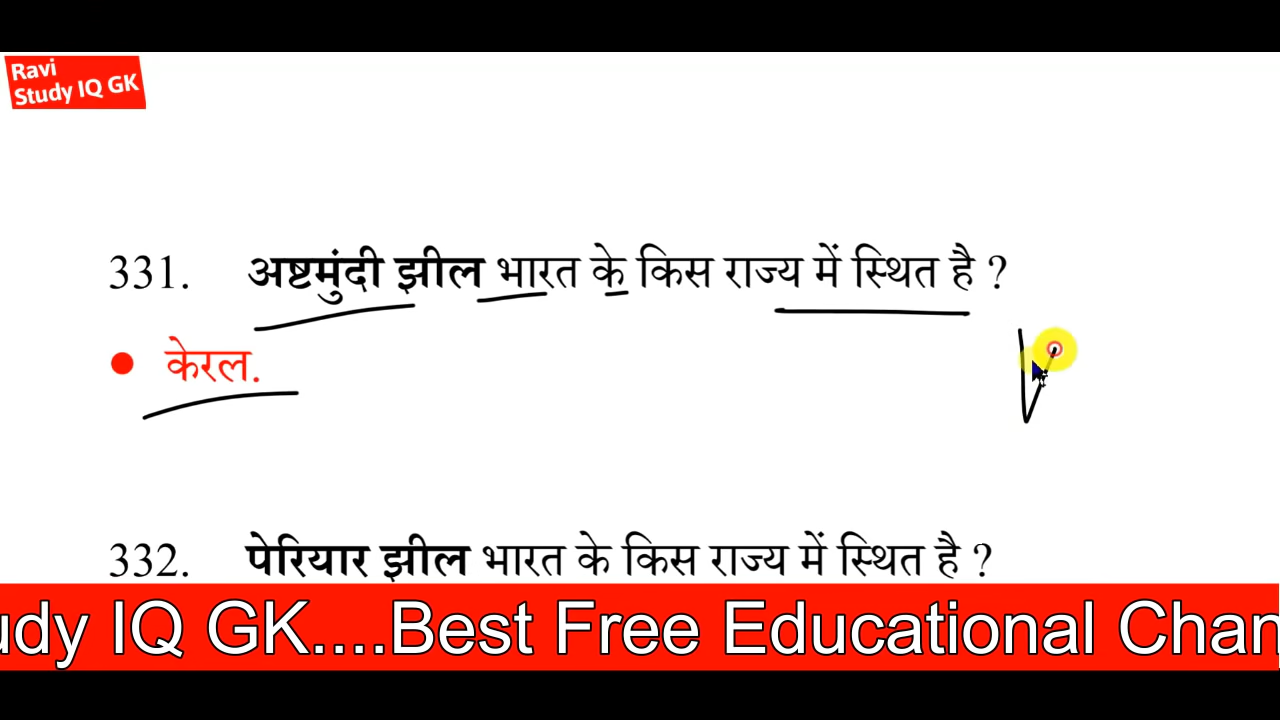 Ravi
Study IQ GK
331. अष्टमुंदी झील भारत के किस राज्य में स्थित है ?
● केरल.
332. पेरियार झील भारत के किस राज्य में स्थित है ?
udy IQ GK....Best Free Educational Chan